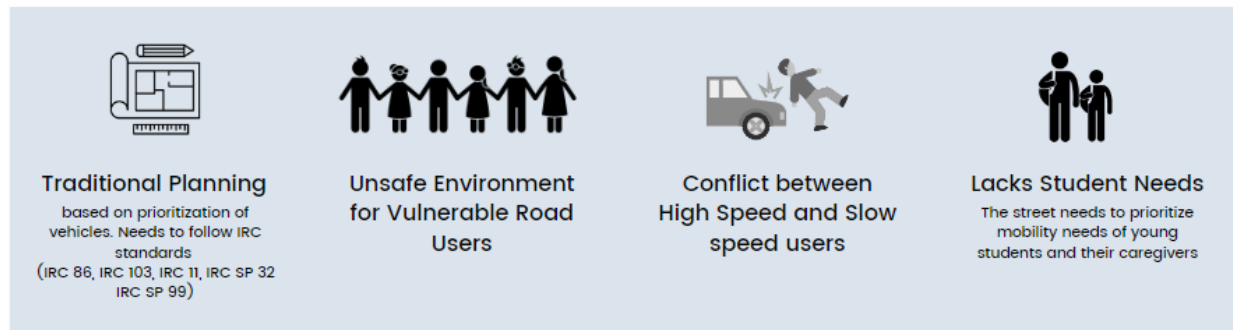 Traditional Planning
based on prioritization of
vehicles. Needs to follow IRC
standards
(IRC 86, IRC 103, IRC 11, IRC SP 32
IRC SP 99)
Unsafe Environment
for Vulnerable Road
Users
Conflict between
High Speed and Slow
speed users
Lacks Student Needs
The street needs to prioritize
mobility needs of young
students and their caregivers